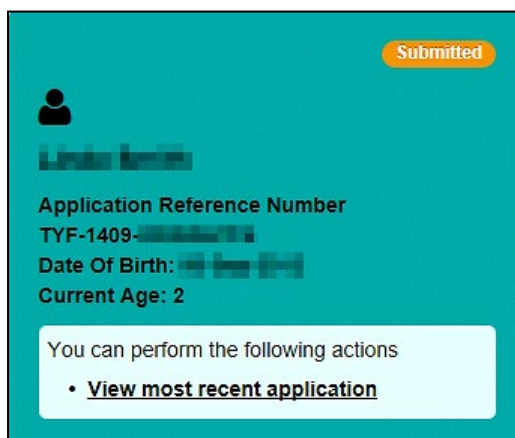 Submitted
Application Reference Number
TYF-1409-
Date Of Birth:
Current Age: 2
You can perform the following actions
• View most recent application